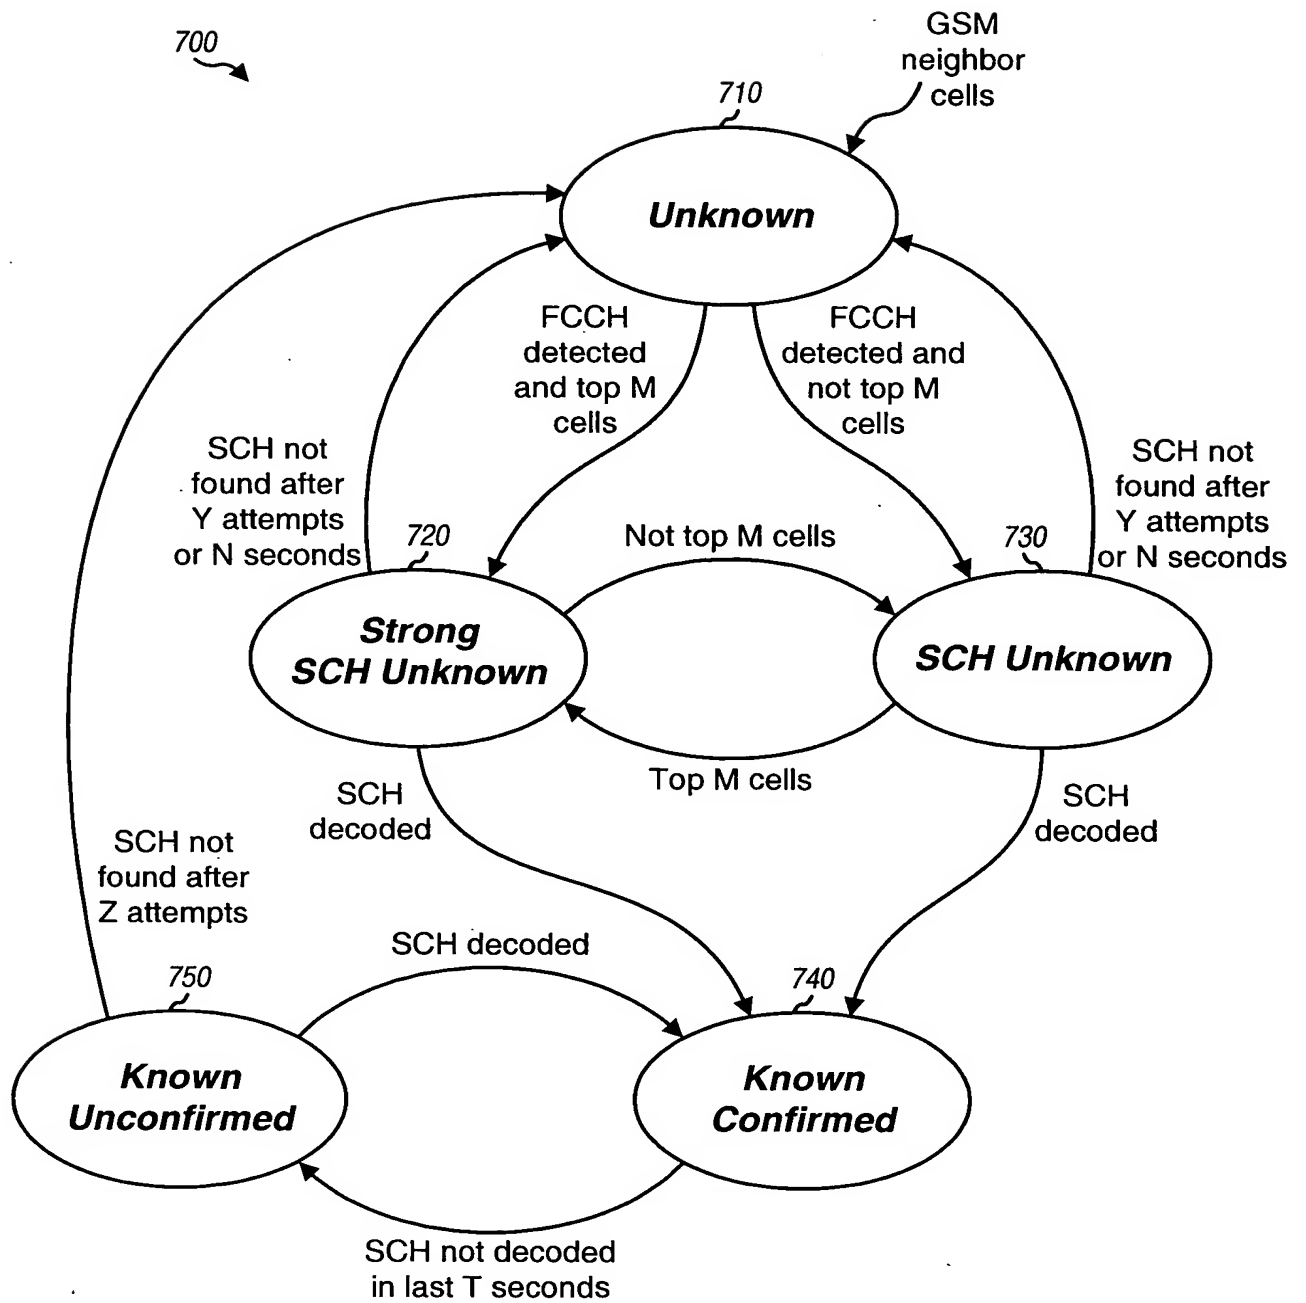 700
GSM
neighbor
cells
710
Unknown
FCCH
detected
and top M
cells
FCCH
detected and
not top M
cells
SCH not
found after
Y attempts
or N seconds
SCH not
found after
Y attempts
or N seconds
720
Not top M cells
730
Strong
SCH Unknown
SCH Unknown
Top M cells
SCH
decoded
SCH
decoded
SCH not
found after
Z attempts
SCH decoded
750
740
Known
Unconfirmed
Known
Confirmed
SCH not decoded
in last T seconds